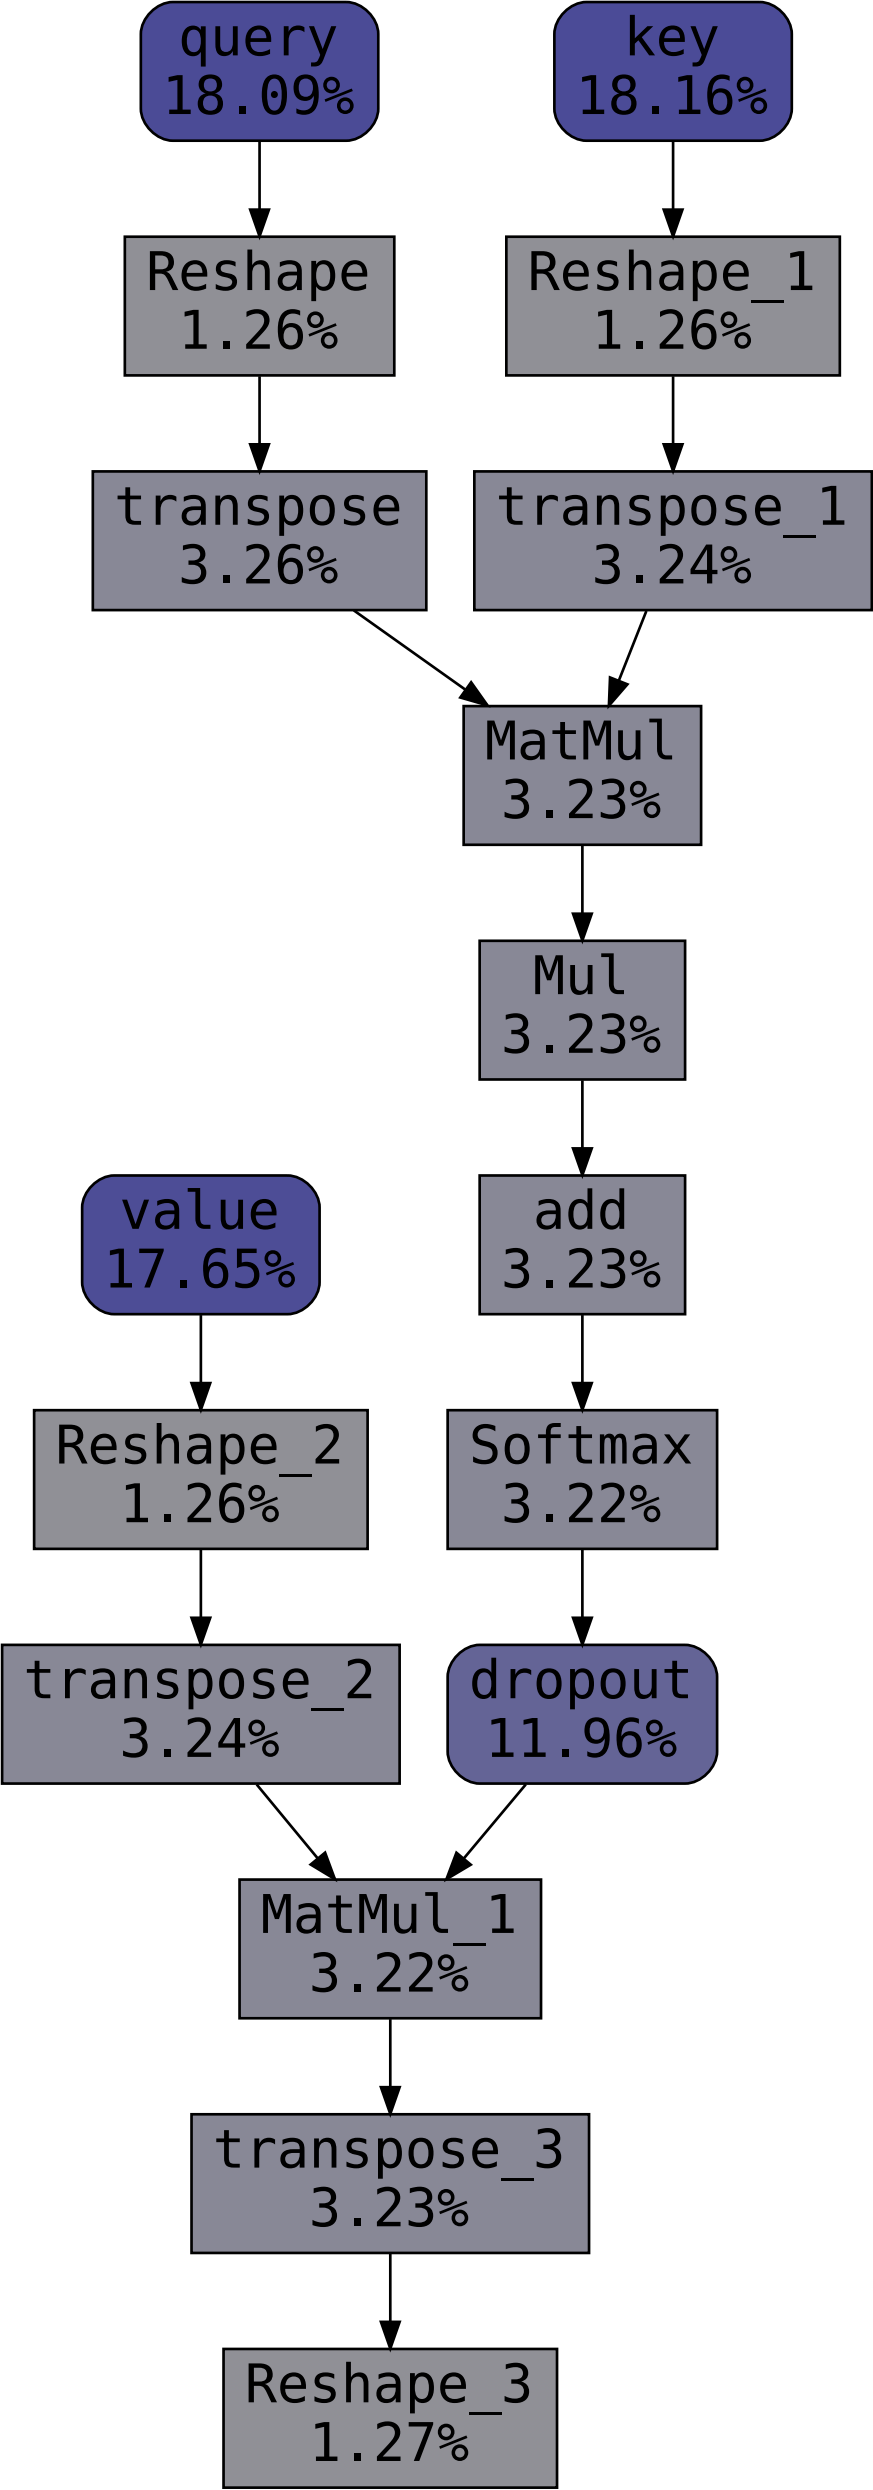 query
18.09%
key
18.16%
Reshape
1.26%
Reshape_1
1.26%
transpose
3.26%
transpose_1
3.24%
MatMul
3.23%
Mul
3.23%
add
3.23%
value
17.65%
Softmax
3.22%
Reshape_2
1.26%
transpose_2
3.24%
dropout
11.96%
MatMul_1
3.22%
transpose_3
3.23%
Reshape_3
1.27%